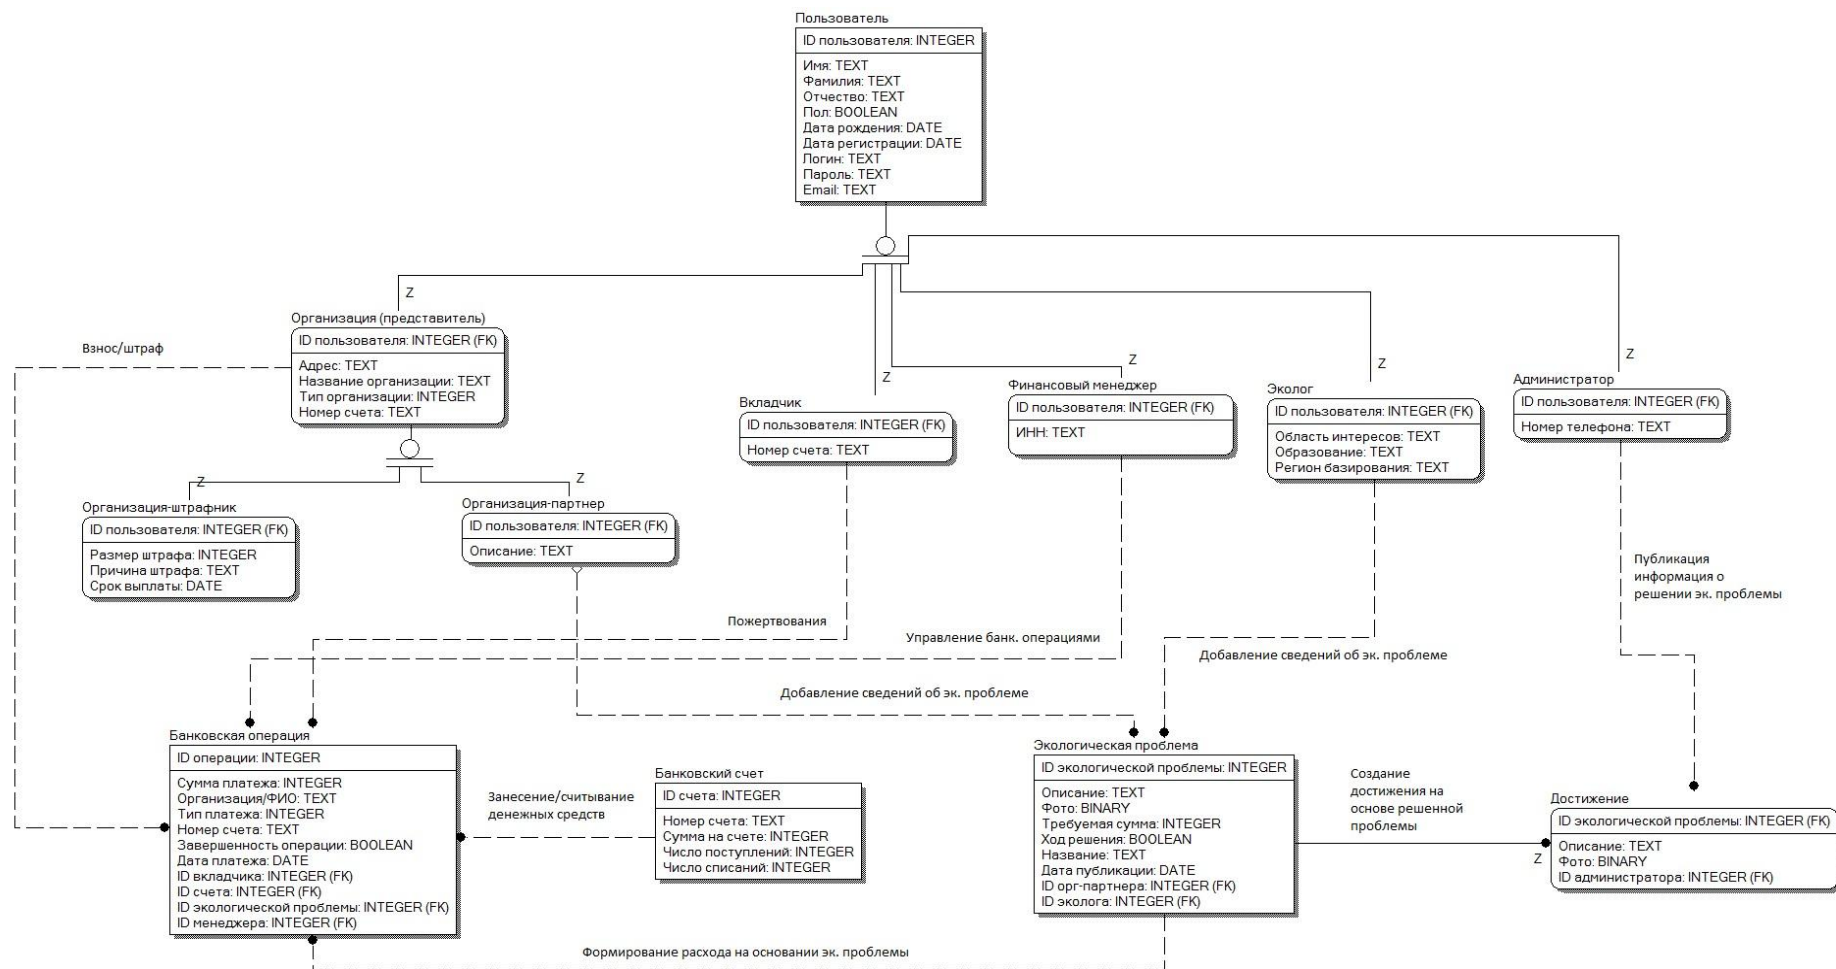 Пользователь
ID пользователя: INTEGER
Имя: TEXT
Фамилия: TEXT
Отчество: TEXT
Пол: BOOLEAN
Дата рождения: DATE
Дата регистрации: DATE
Логин: TEXT
Пароль: TEXT
Email: TEXT
Z
Организация (представитель)
ID пользователя: INTEGER (FK)
Адрес: TEXT
Название организации: TEXT
Тип организации: INTEGER
Номер счета: TEXT
Взнос/штраф
Z
Вкладчик
ID пользователя: INTEGER (FK)
Номер счета: TEXT
Z
Финансовый менеджер
ID пользователя: INTEGER (FK)
ИНН: TEXT
Z
Эколог
ID пользователя: INTEGER (FK)
Область интересов: TEXT
Образование: TEXT
Регион базирования: TEXT
Z
Администратор
ID пользователя: INTEGER (FK)
Номер телефона: TEXT
Z
Организация-штрафник
ID пользователя: INTEGER (FK)
Размер штрафа: INTEGER
Причина штрафа: TEXT
Срок выплаты: DATE
Z
Организация-партнер
ID пользователя: INTEGER (FK)
Описание: TEXT
Публикация
информация о
решении эк. проблемы
Пожертвования
Управление банк. операциями
Добавление сведений об эк. проблеме
Добавление сведений об эк. проблеме
Банковская операция
ID операции: INTEGER
Сумма платежа: INTEGER
Организация/ФИО: TEXT
Тип платежа: INTEGER
Номер счета: TEXT
Завершенность операции: BOOLEAN
Дата платежа: DATE
ID вкладчика: INTEGER (FK)
ID счета: INTEGER (FK)
ID экологической проблемы: INTEGER (FK)
ID менеджера: INTEGER (FK)
Занесение/считывание
денежных средств
Банковский счет
ID счета: INTEGER
Номер счета: TEXT
Сумма на счете: INTEGER
Число поступлений: INTEGER
Число списаний: INTEGER
Экологическая проблема
ID экологической проблемы: INTEGER
Описание: TEXT
Фото: BINARY
Требуемая сумма: INTEGER
Ход решения: BOOLEAN
Название: TEXT
Дата публикации: DATE
ID орг-партнера: INTEGER (FK)
ID эколога: INTEGER (FK)
Создание
достижения на
основе решенной
проблемы
Z
Достижение
ID экологической проблемы: INTEGER (FK)
Описание: TEXT
Фото: BINARY
ID администратора: INTEGER (FK)
Формирование расхода на основании эк. проблемы